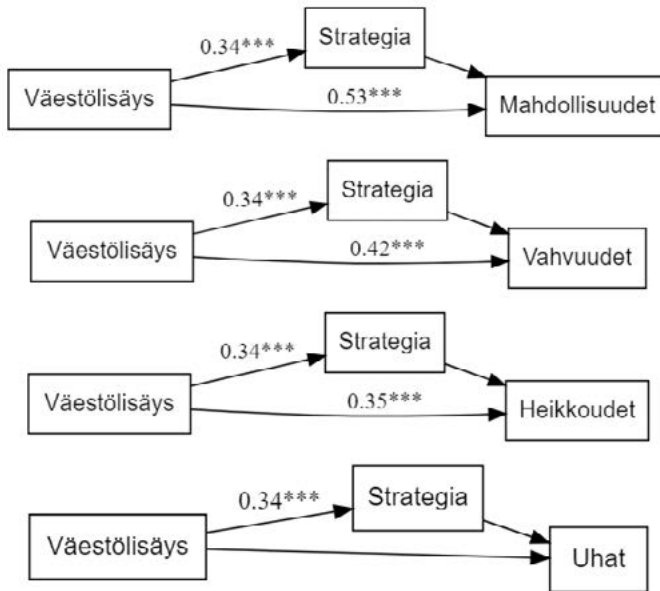 Strategia
0.34***
Väestölisäys
0.53***
Mahdollisuudet
Strategia
0.34***
Väestölisäys
0.42***
Vahvuudet
Strategia
0.34***
Väestölisäys
0.35***
Heikkoudet
Strategia
0.34***
Väestölisäys
Uhat